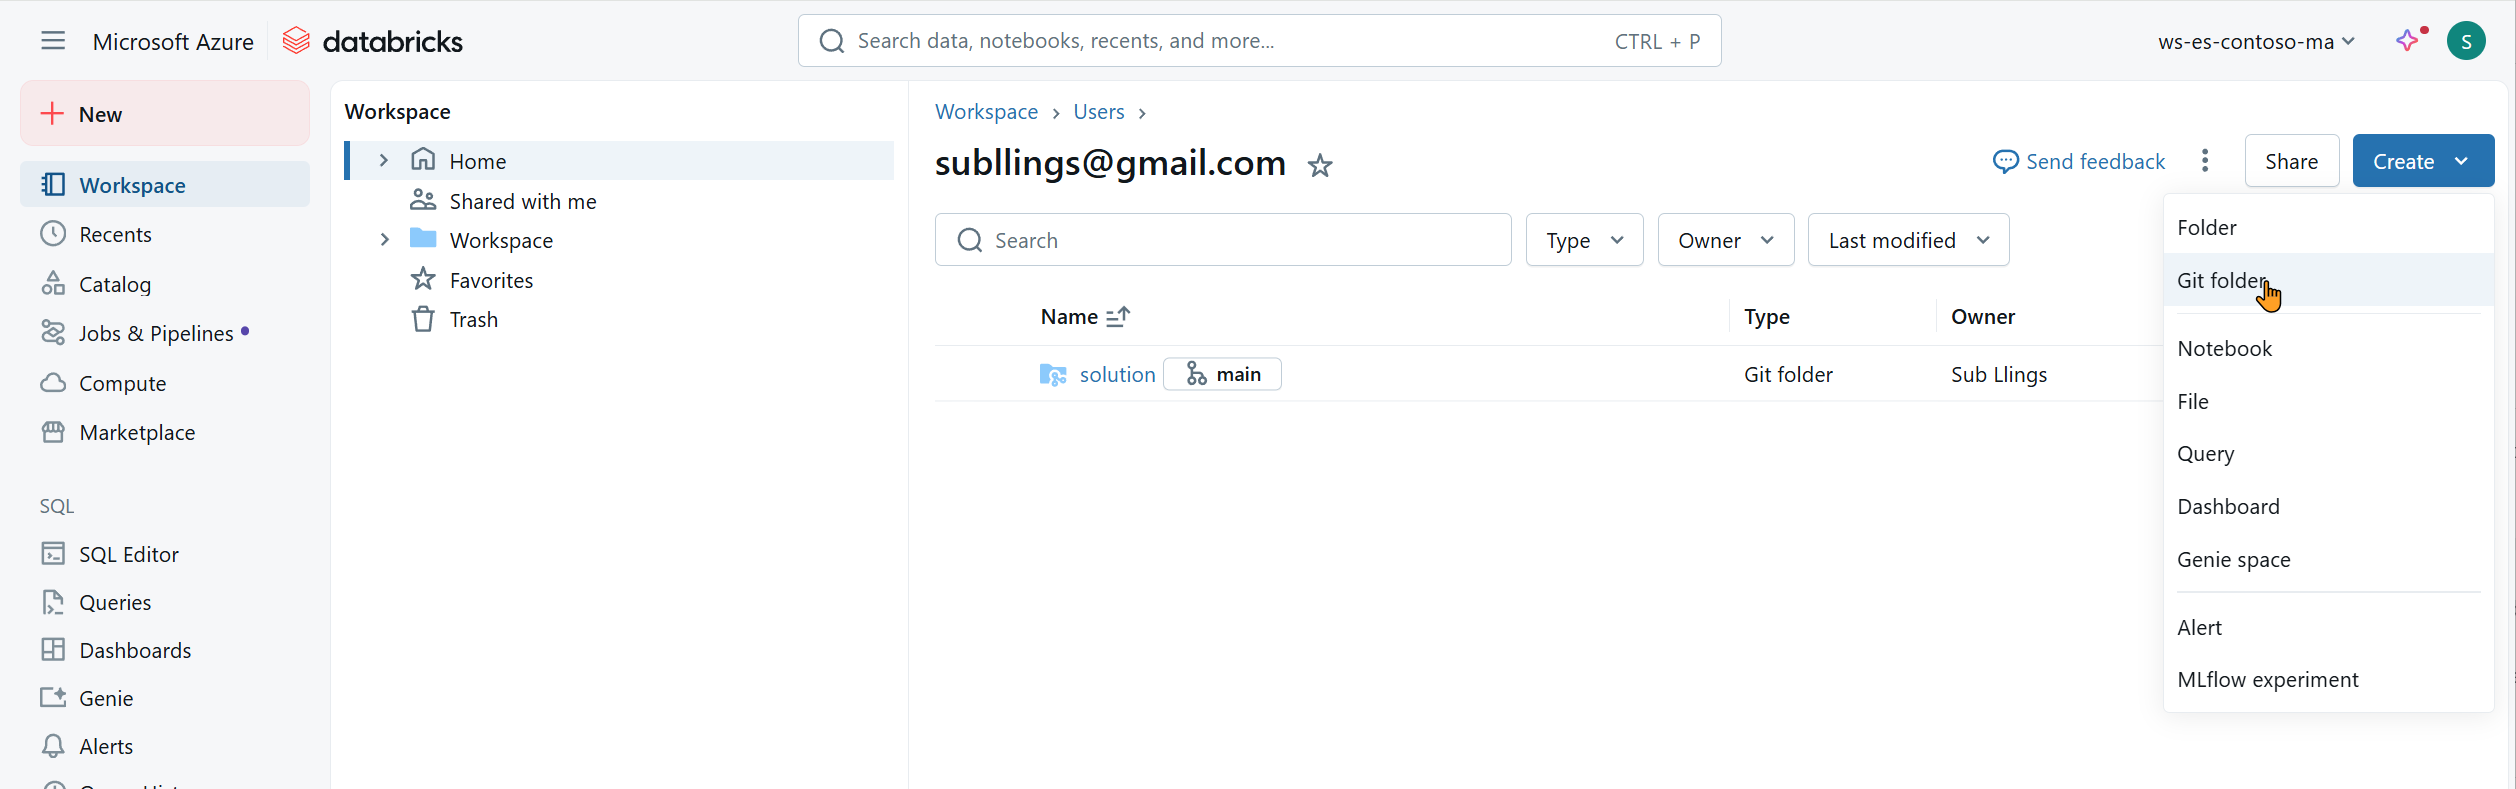 Microsoft Azure databricks
Search data, notebooks, recents, and more... CTRL + P
ws-es-contoso-ma
S
New
Workspace
Recents
Catalog
Jobs & Pipelines
Compute
Marketplace
SQL
SQL Editor
Queries
Dashboards
Genie
Alerts
Workspace
Home
Shared with me
Workspace
Favorites
Trash
Workspace > Users >
subllings@gmail.com
Send feedback
Share
Create
Search
Type
Owner
Last modified
Name Type Owner
solution main Git folder Sub Llings
Folder
Git folder
Notebook
File
Query
Dashboard
Genie space
Alert
MLflow experiment